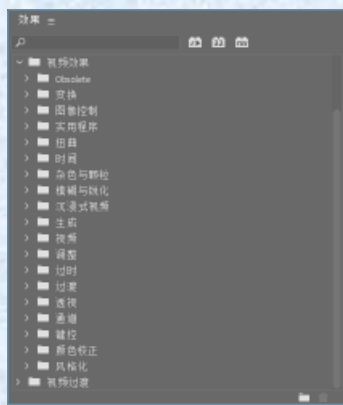 效果
视频效果
Obsolete
变换
图像控制
实用程序
扭曲
时间
杂色与颗粒
模糊与锐化
沉浸式视频
生成
视频
调整
过时
过渡
透视
通道
键控
颜色校正
风格化
视频过渡